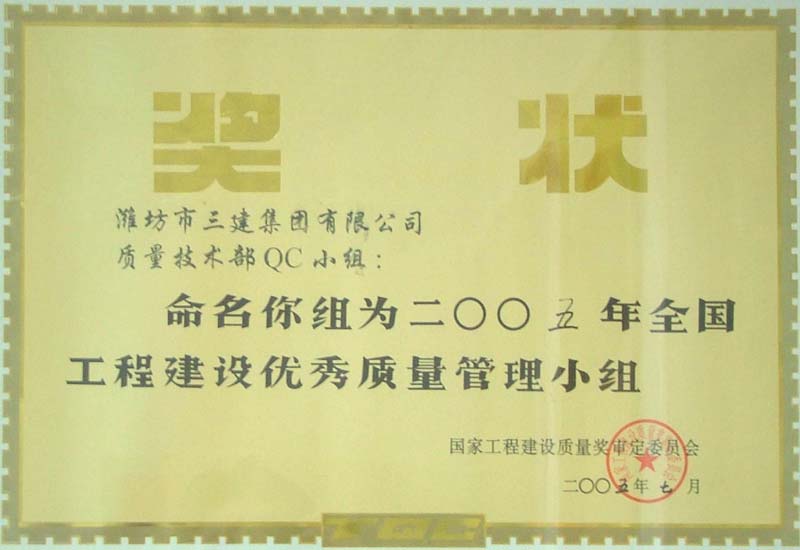 奖状
潍坊市三建集团有限公司
质量技术部QC小组：
命名你组为二〇〇五年全国
工程建设优秀质量管理小组
国家工程建设质量奖审定委员会
二〇〇五年七月
TQC